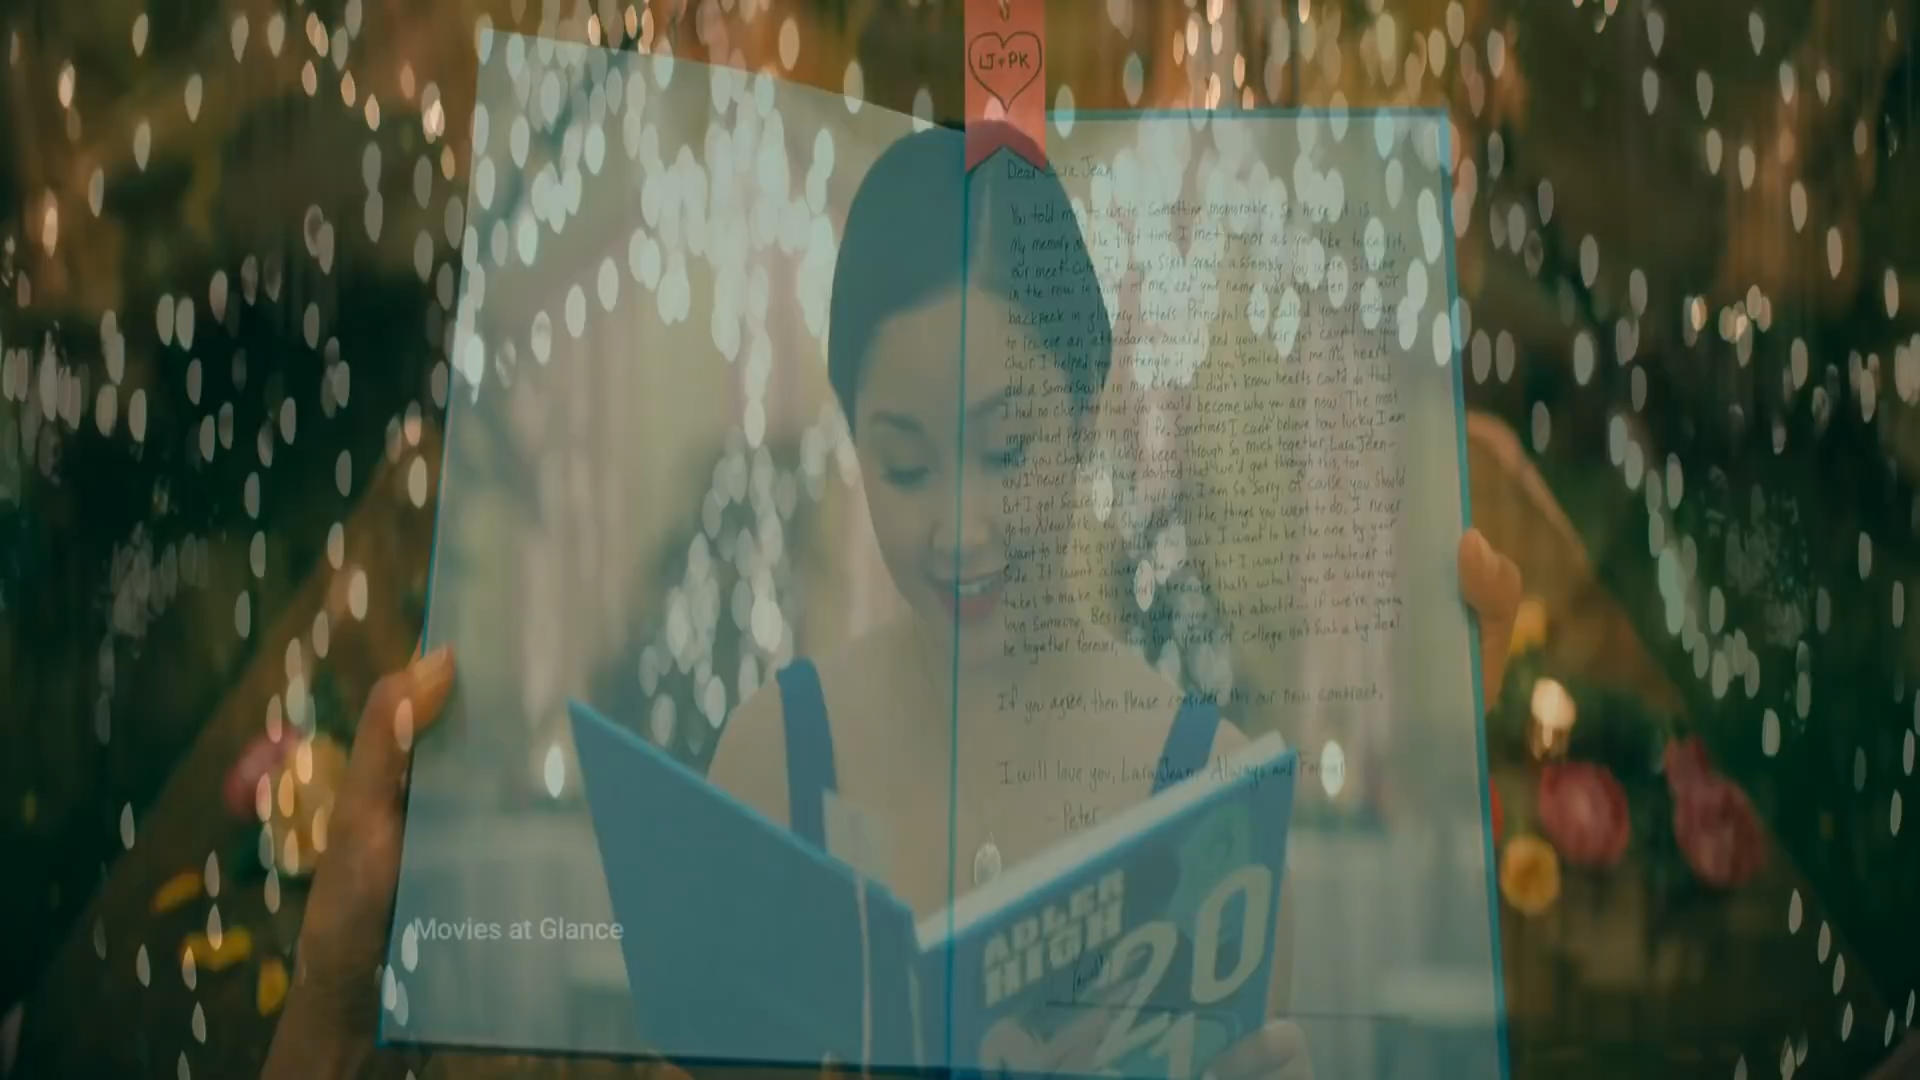 LJ+PK
Dear Lara Jean,
You told me to write something memorable, so here it is.
My memory of the first time I met you, or as you like to call it,
our meet-cute. It was sixth grade assembly you were sitting
in the row in front of me, and your name was written on your
backpack in glittery letters. Principal Cho called you up on stage
to receive an attendance award, and your hair got caught in your
chair I helped you untangle it, and you smiled at me. My heart
did a somersault in my chest. I didn't know hearts could do that
I had no clue then that you would become who you are now. The most
important person in my life. Sometimes I can't believe how lucky I am
that you chose me. We've been through so much together, Lara Jean-
and I never should have doubted that we'd get through this, too.
But I got scared, and I hurt you. I am so sorry. Of course you should
go to New York. You should do all the things you want to do. I never
want to be the guy holding you back I want to be the one by your
side. It won't always be easy, but I want to do whatever it
takes to make this work because that's what you do when you
love someone. Besides, when you think about it... if we're gonna
be together forever, then four years of college isn't such a big deal.
If you agree, then please consider this our new contract.
I will love you, Lara Jean. Always and Forever
-Peter
Movies at Glance
ADLER
HIGH
20
21